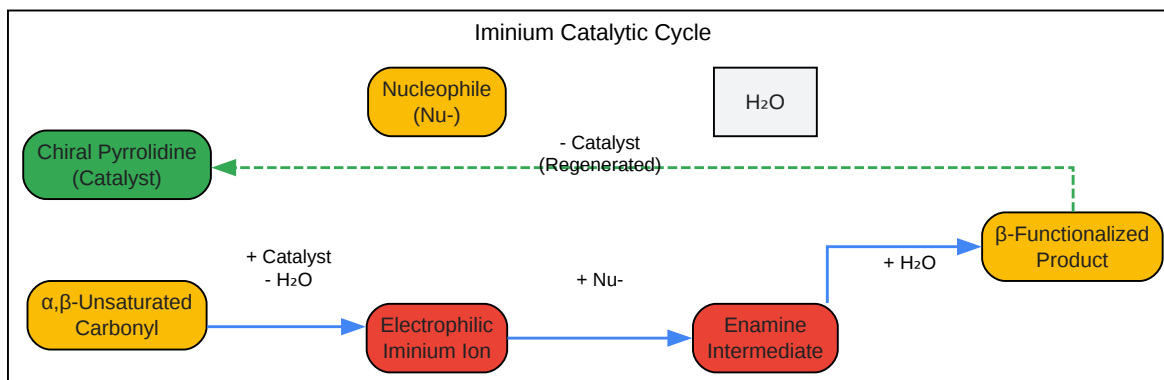 Iminium Catalytic Cycle
Nucleophile
(Nu-)
H₂O
Chiral Pyrrolidine
(Catalyst)
- Catalyst
(Regenerated)
β-Functionalized
Product
+ Catalyst
- H₂O
+ Nu-
+ H₂O
α,β-Unsaturated
Carbonyl
Electrophilic
Iminium Ion
Enamine
Intermediate